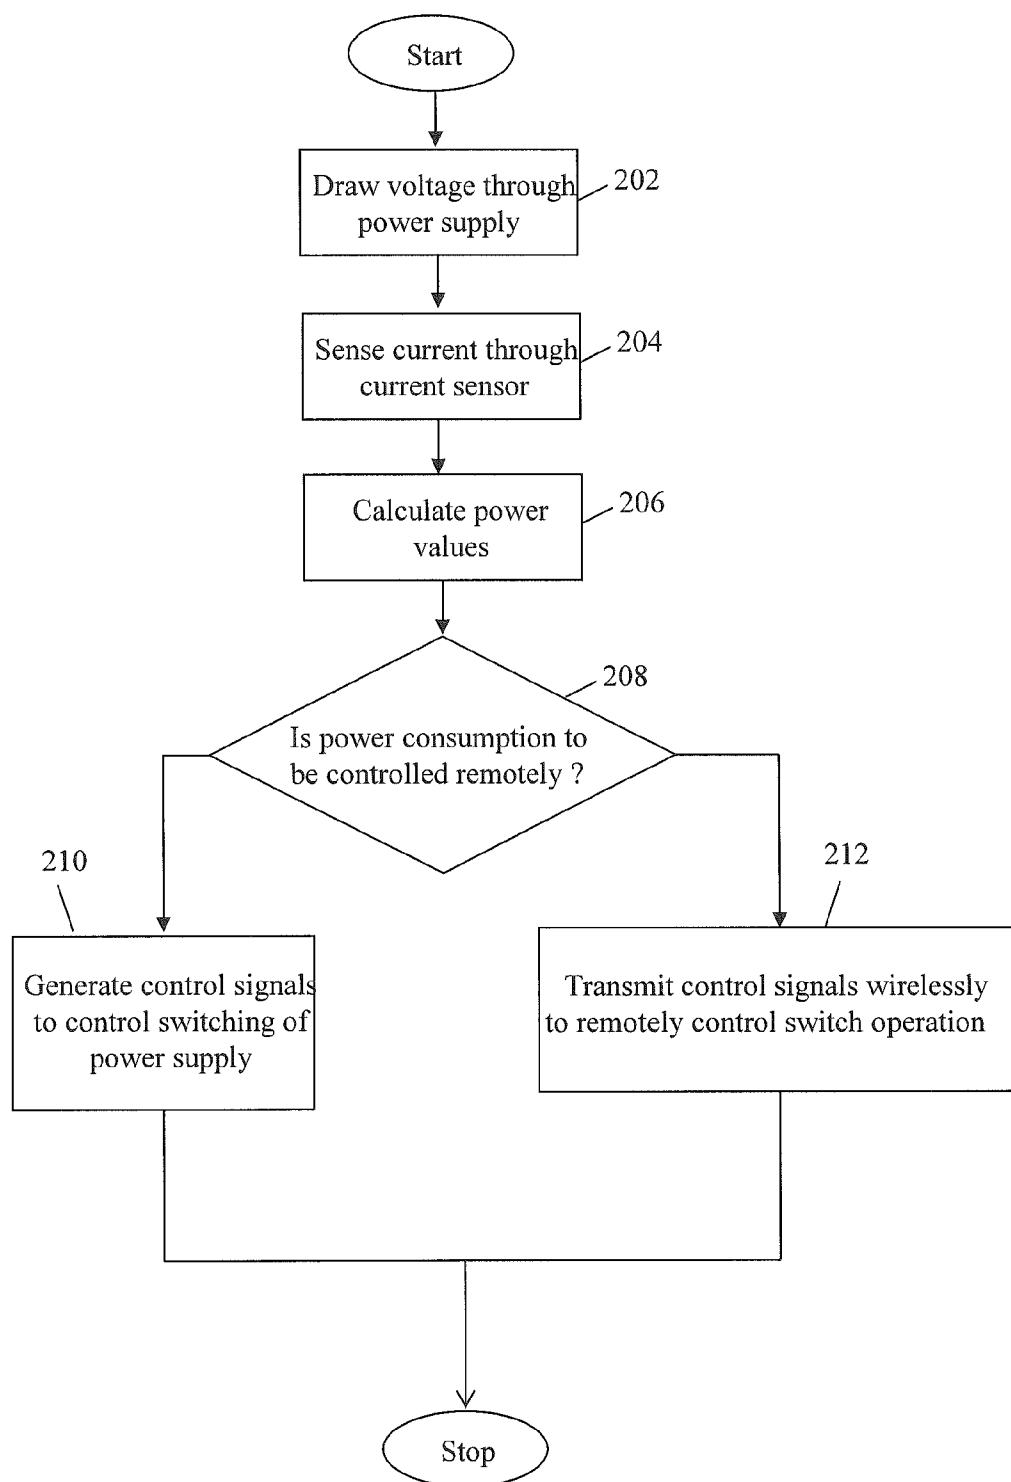 Start
Draw voltage through
power supply
202
Sense current through
current sensor
204
Calculate power
values
206
208
Is power consumption to
be controlled remotely ?
210
212
Generate control signals
to control switching of
power supply
Transmit control signals wirelessly
to remotely control switch operation
Stop